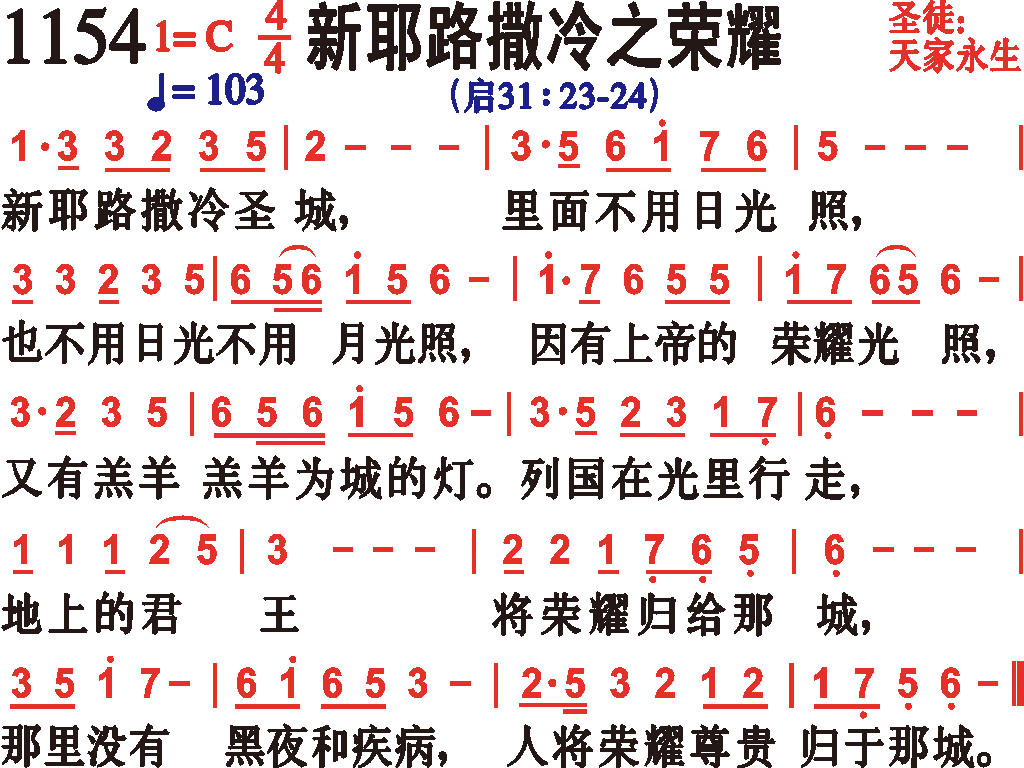 1154 1=C 4/4 新耶路撒冷之荣耀 圣徒:
天家永生
♩=103 (启31:23-24)
1·3 3 2 3 5 | 2 - - - | 3·5 6 i 7 6 | 5 - - - |
新耶路撒冷圣 城, 里面不用日光 照,
3 3 2 3 5 | 6 5 6 i 5 6 - | i·7 6 5 5 | i 7 6 5 6 - |
也不用日光不用 月光照, 因有上帝的 荣耀光 照,
3·2 3 5 | 6 5 6 i 5 6 - | 3·5 2 3 1 7 | 6 - - - |
又有羔羊 羔羊为城的灯。列国在光里行 走,
1 1 1 2 5 | 3 - - - | 2 2 1 7 6 5 | 6 - - - |
地上的君 王 将荣耀归给那 城,
3 5 i 7 - | 6 i 6 5 3 - | 2·5 3 2 1 2 | 1 7 5 6 - ‖
那里没有 黑夜和疾病, 人将荣耀尊贵 归于那城。